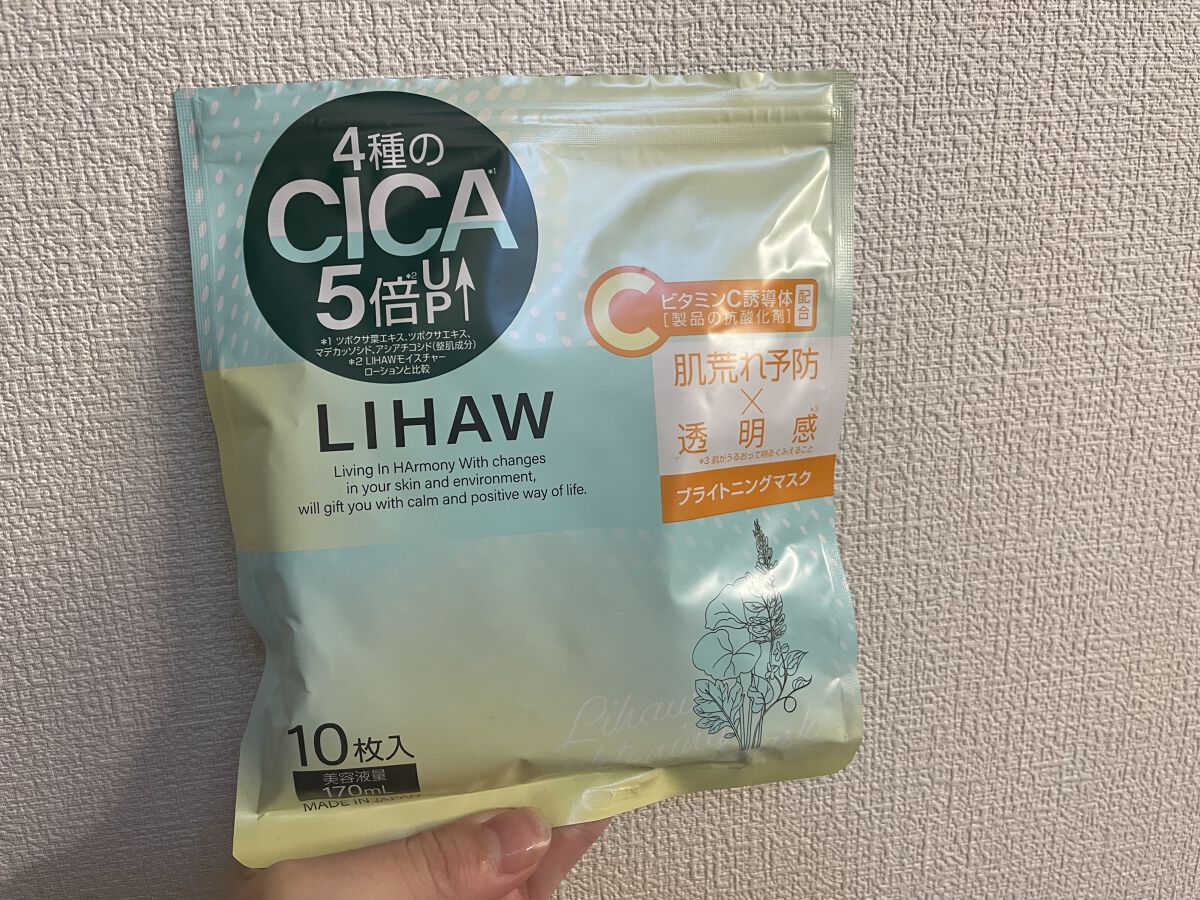 4種の
CICA*1
5倍*2UP↑
*1 ツボクサ葉エキス、ツボクサエキス、
マデカッソシド、アシアチコシド(整肌成分)
*2 LIHAWモイスチャー
ローションと比較
LIHAW
Living In HArmony With changes
in your skin and environment,
will gift you with calm and positive way of life.
C
ビタミンC誘導体
[製品の抗酸化剤]
配合
肌荒れ予防
×
透明感*3
*3 肌がうるおって明るくみえること
ブライトニングマスク
Lihaw
10枚入
美容液量
170mL
MADE IN JAPAN